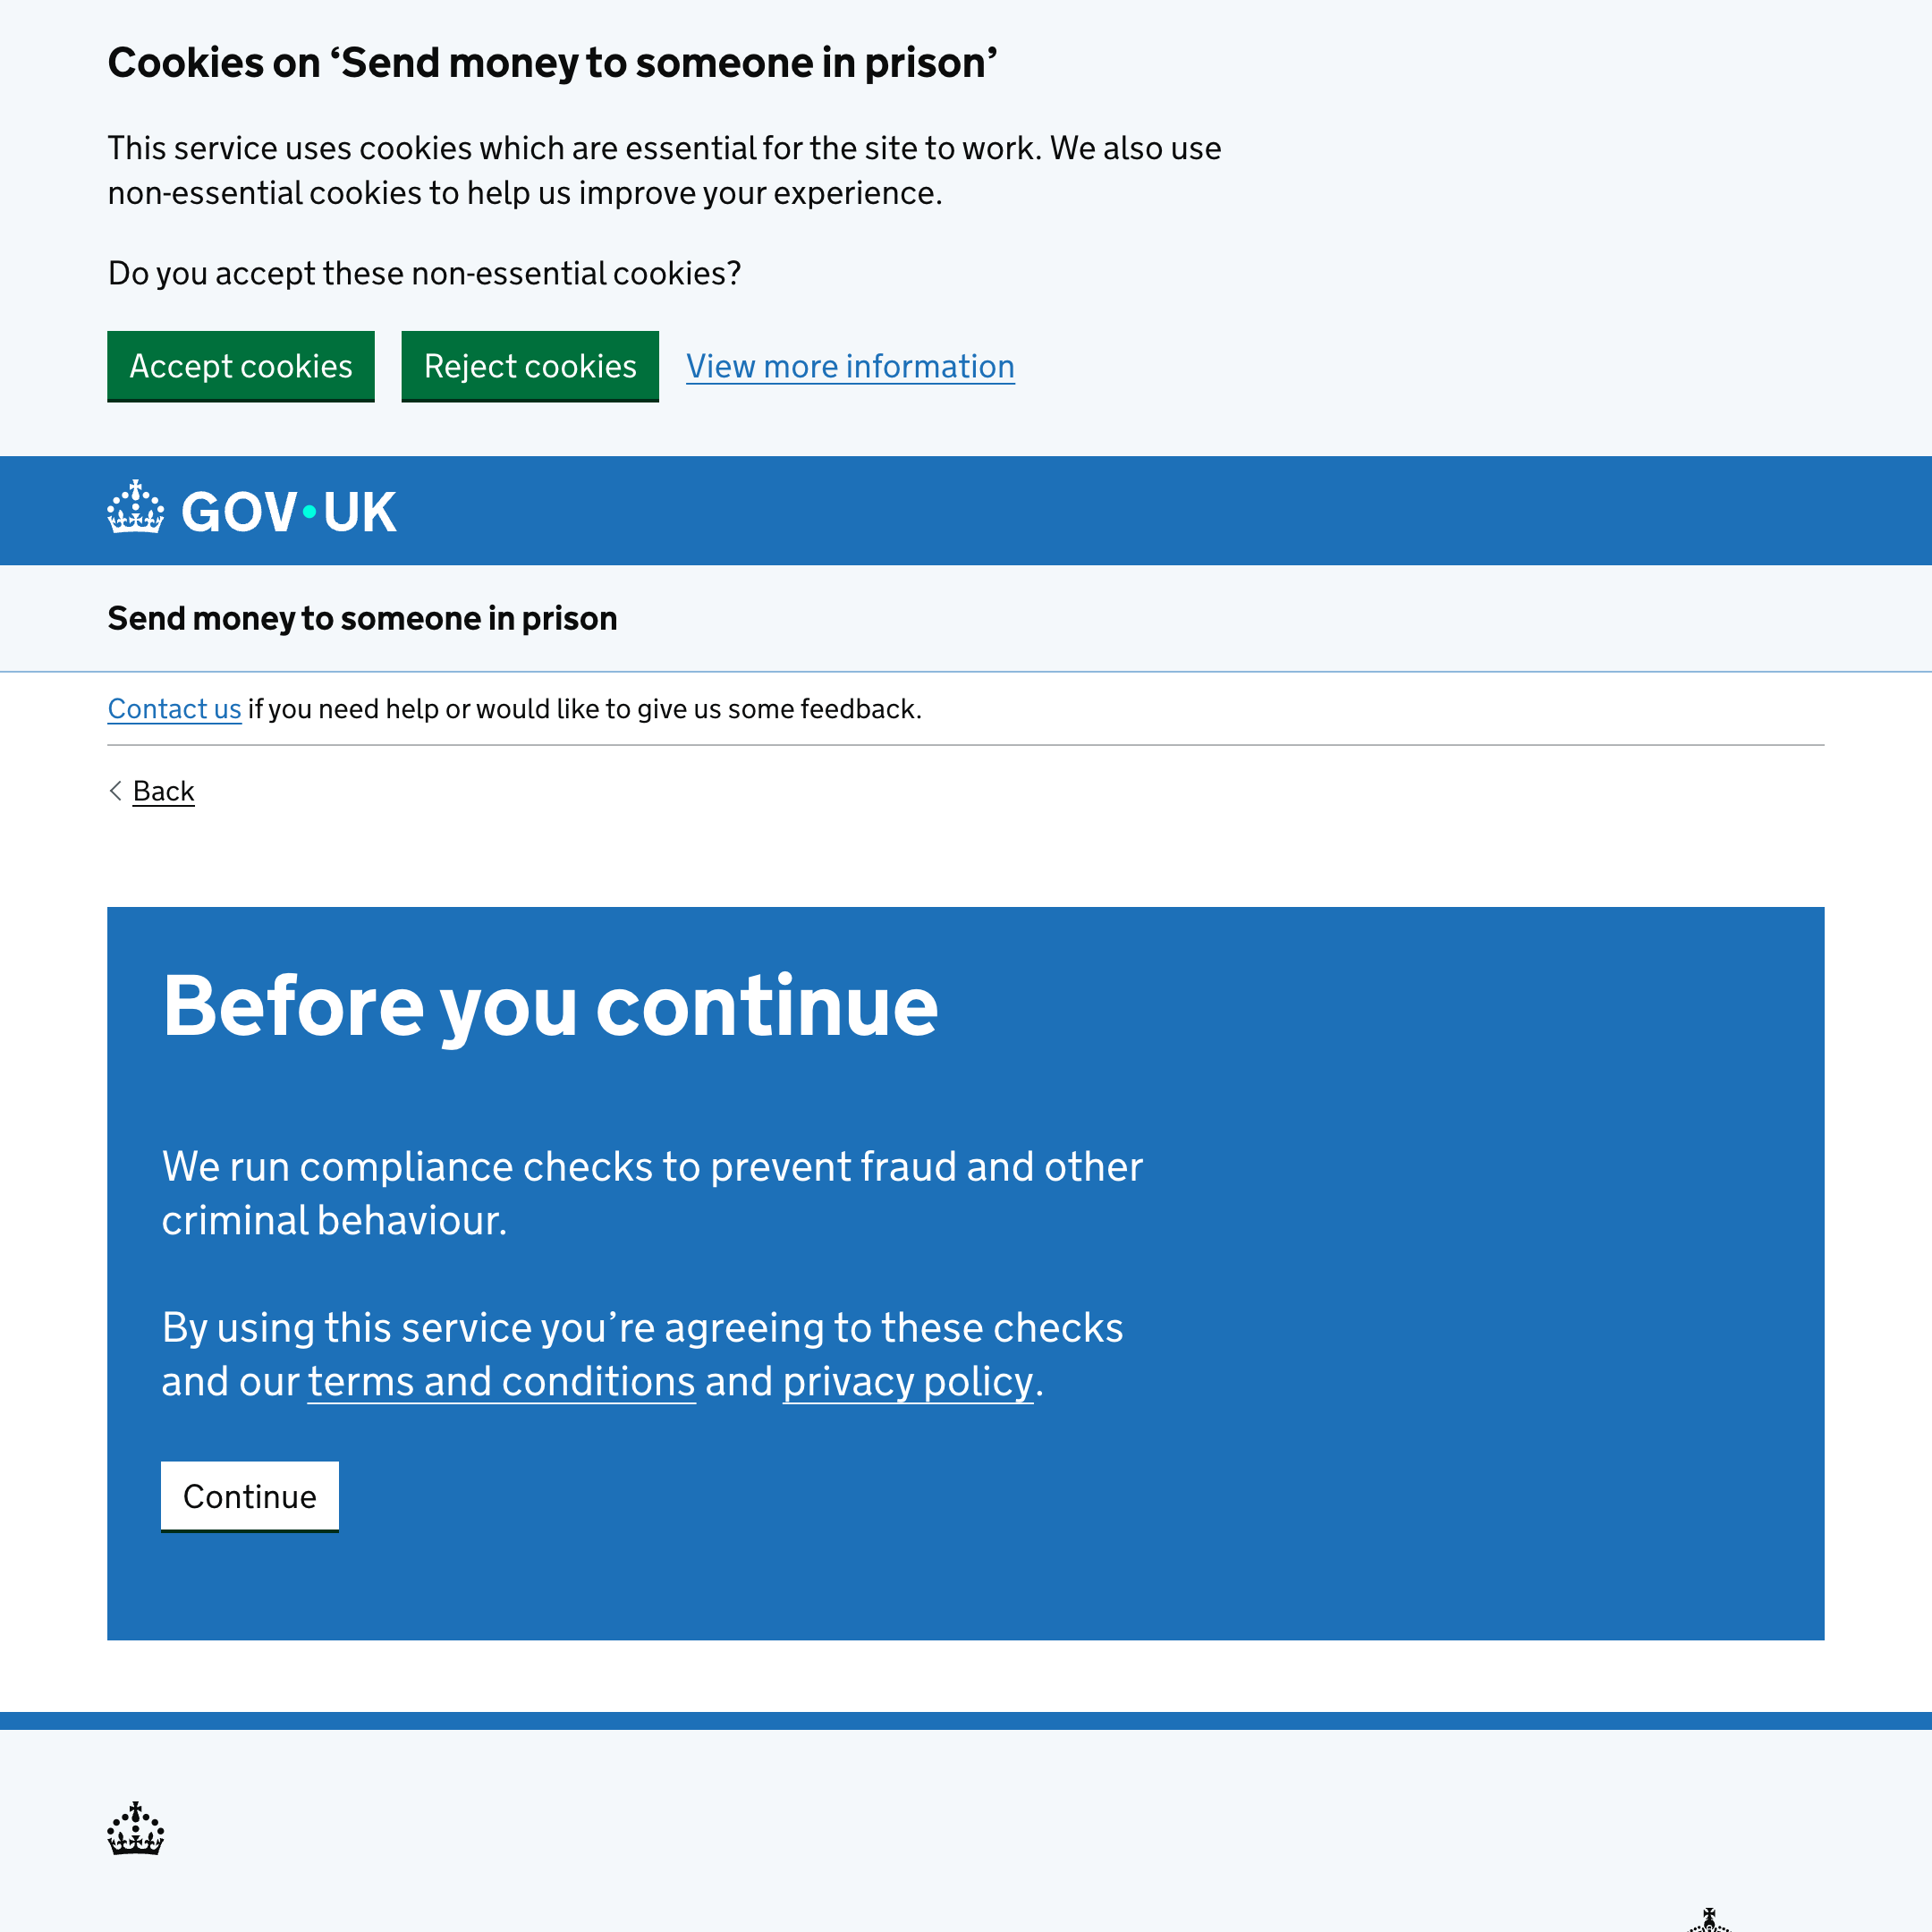 Cookies on ‘Send money to someone in prison’
This service uses cookies which are essential for the site to work. We also use
non-essential cookies to help us improve your experience.
Do you accept these non-essential cookies?
Accept cookies Reject cookies View more information
GOV·UK
Send money to someone in prison
Contact us if you need help or would like to give us some feedback.
Back
Before you continue
We run compliance checks to prevent fraud and other
criminal behaviour.
By using this service you’re agreeing to these checks
and our terms and conditions and privacy policy.
Continue